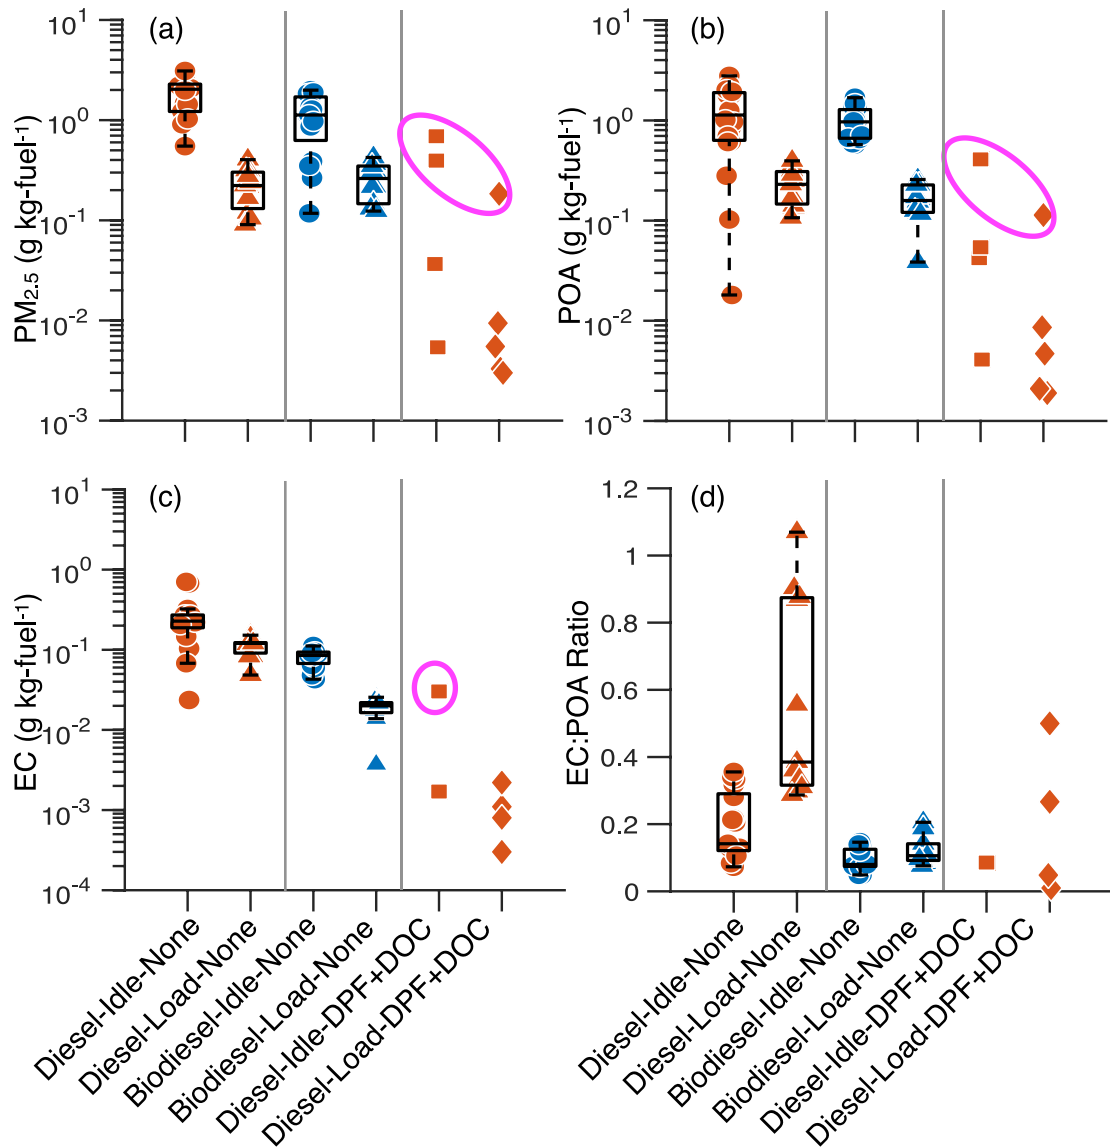 (a)
PM2.5 (g kg-fuel-1)
10^1
10^0
10^-1
10^-2
10^-3
(b)
POA (g kg-fuel-1)
10^1
10^0
10^-1
10^-2
10^-3
(c)
EC (g kg-fuel-1)
10^1
10^0
10^-1
10^-2
10^-3
10^-4
(d)
EC:POA Ratio
1.2
1
0.8
0.6
0.4
0.2
0
Diesel-Idle-None
Diesel-Load-None
Biodiesel-Idle-None
Biodiesel-Load-None
Diesel-Idle-DPF+DOC
Diesel-Load-DPF+DOC
Diesel-Idle-None
Diesel-Load-None
Biodiesel-Idle-None
Biodiesel-Load-None
Diesel-Idle-DPF+DOC
Diesel-Load-DPF+DOC